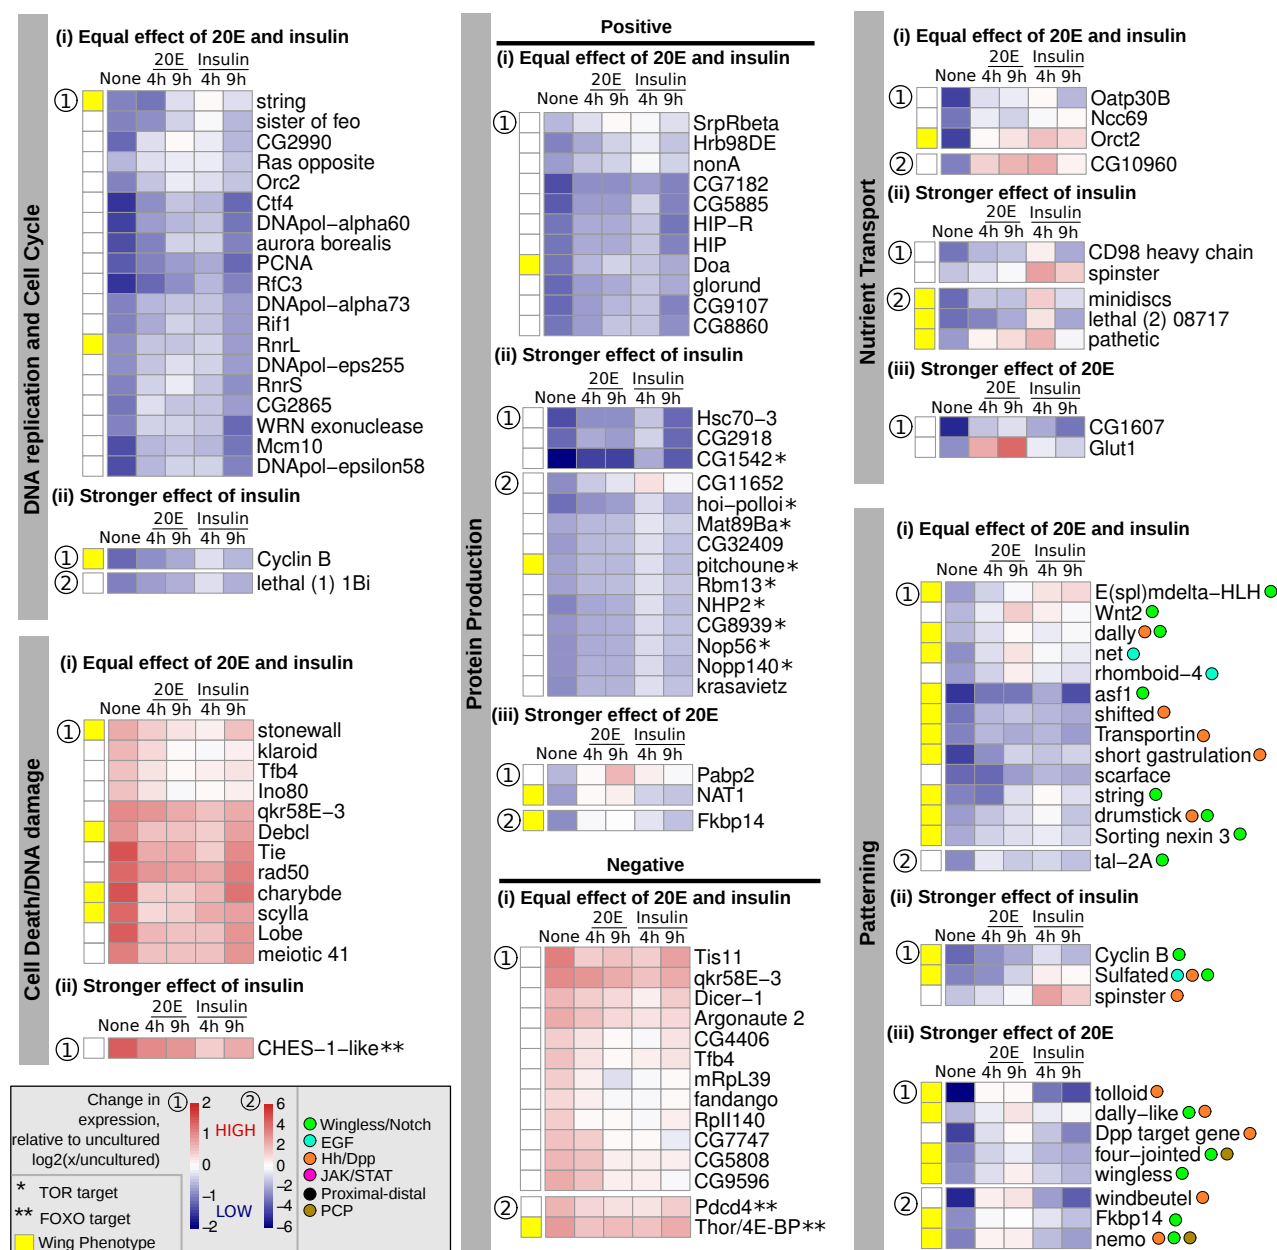 DNA replication and Cell Cycle
(i) Equal effect of 20E and insulin
20E Insulin
None 4h 9h 4h 9h
① string
sister of feo
CG2990
Ras opposite
Orc2
Ctf4
DNApol-alpha60
aurora borealis
PCNA
RfC3
DNApol-alpha73
Rif1
RnrL
DNApol-eps255
RnrS
CG2865
WRN exonuclease
Mcm10
DNApol-epsilon58
(ii) Stronger effect of insulin
20E Insulin
None 4h 9h 4h 9h
① Cyclin B
② lethal (1) 1Bi
Cell Death/DNA damage
(i) Equal effect of 20E and insulin
20E Insulin
None 4h 9h 4h 9h
① stonewall
klaroid
Tfb4
Ino80
qkr58E-3
Debcl
Tie
rad50
charybde
scylla
Lobe
meiotic 41
(ii) Stronger effect of insulin
20E Insulin
None 4h 9h 4h 9h
① CHES-1-like**
Change in
expression,
relative to uncultured
log2(x/uncultured)
* TOR target
** FOXO target
Wing Phenotype
① 2
1
0
-1
-2
HIGH
LOW
② 6
4
2
0
-2
-4
-6
Wingless/Notch
EGF
Hh/Dpp
JAK/STAT
Proximal-distal
PCP
Protein Production
Positive
(i) Equal effect of 20E and insulin
20E Insulin
None 4h 9h 4h 9h
① SrpRbeta
Hrb98DE
nonA
CG7182
CG5885
HIP-R
HIP
Doa
glorund
CG9107
CG8860
(ii) Stronger effect of insulin
20E Insulin
None 4h 9h 4h 9h
① Hsc70-3
CG2918
CG1542*
② CG11652
hoi-polloi*
Mat89Ba*
CG32409
pitchoune*
Rbm13*
NHP2*
CG8939*
Nop56*
Nopp140*
krasavietz
(iii) Stronger effect of 20E
20E Insulin
None 4h 9h 4h 9h
① Pabp2
NAT1
② Fkbp14
Negative
(i) Equal effect of 20E and insulin
20E Insulin
None 4h 9h 4h 9h
① Tis11
qkr58E-3
Dicer-1
Argonaute 2
CG4406
Tfb4
mRpL39
fandango
RpII140
CG7747
CG5808
CG9596
② Pdcd4**
Thor/4E-BP**
Nutrient Transport
(i) Equal effect of 20E and insulin
20E Insulin
None 4h 9h 4h 9h
① Oatp30B
Ncc69
Orct2
② CG10960
(ii) Stronger effect of insulin
20E Insulin
None 4h 9h 4h 9h
① CD98 heavy chain
spinster
② minidiscs
lethal (2) 08717
pathetic
(iii) Stronger effect of 20E
20E Insulin
None 4h 9h 4h 9h
① CG1607
Glut1
Patterning
(i) Equal effect of 20E and insulin
20E Insulin
None 4h 9h 4h 9h
① E(spl)mdelta-HLH
Wnt2
dally
net
rhomboid-4
asf1
shifted
Transportin
short gastrulation
scarface
string
drumstick
Sorting nexin 3
② tal-2A
(ii) Stronger effect of insulin
20E Insulin
None 4h 9h 4h 9h
① Cyclin B
Sulfated
spinster
(iii) Stronger effect of 20E
20E Insulin
None 4h 9h 4h 9h
① tolloid
dally-like
Dpp target gene
four-jointed
wingless
② windbeutel
Fkbp14
nemo